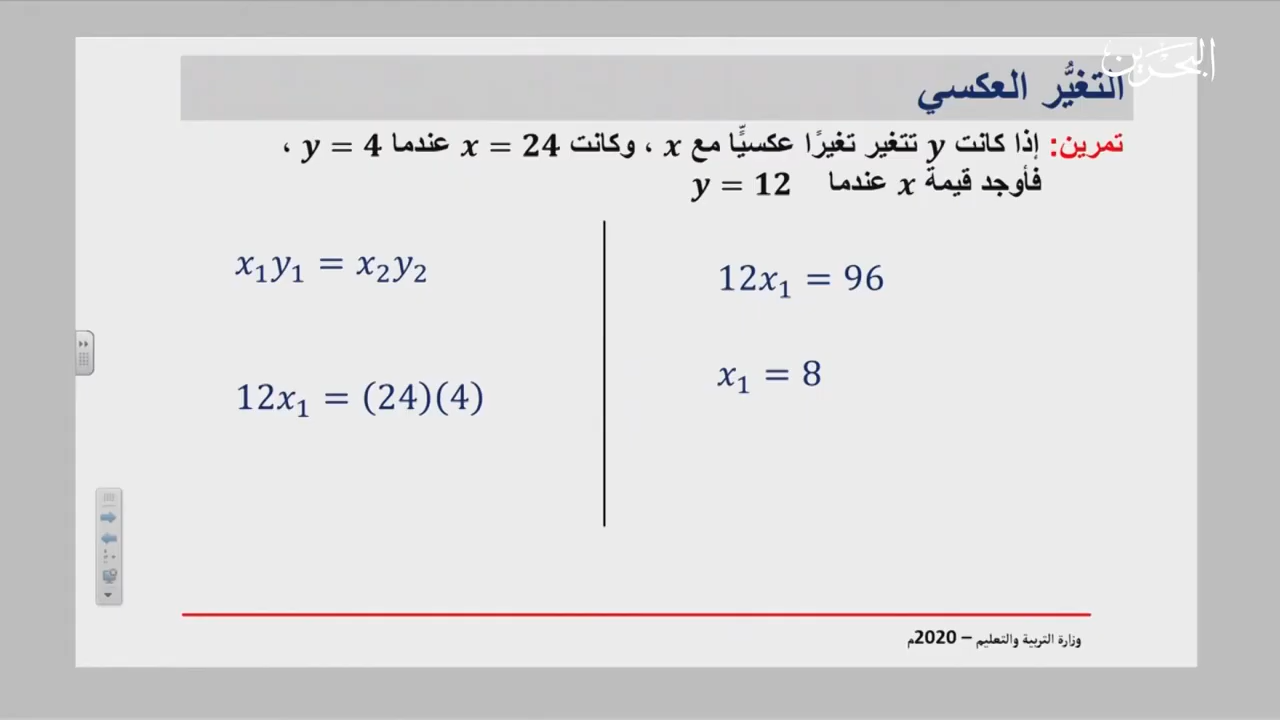 البحرين
التغيُّر العكسي
تمرين: إذا كانت y تتغير تغيرًا عكسيًّا مع x ، وكانت x = 24 عندما y = 4 ،
فأوجد قيمة x عندما y = 12
x₁y₁ = x₂y₂
12x₁ = (24)(4)
12x₁ = 96
x₁ = 8
وزارة التربية والتعليم – 2020م